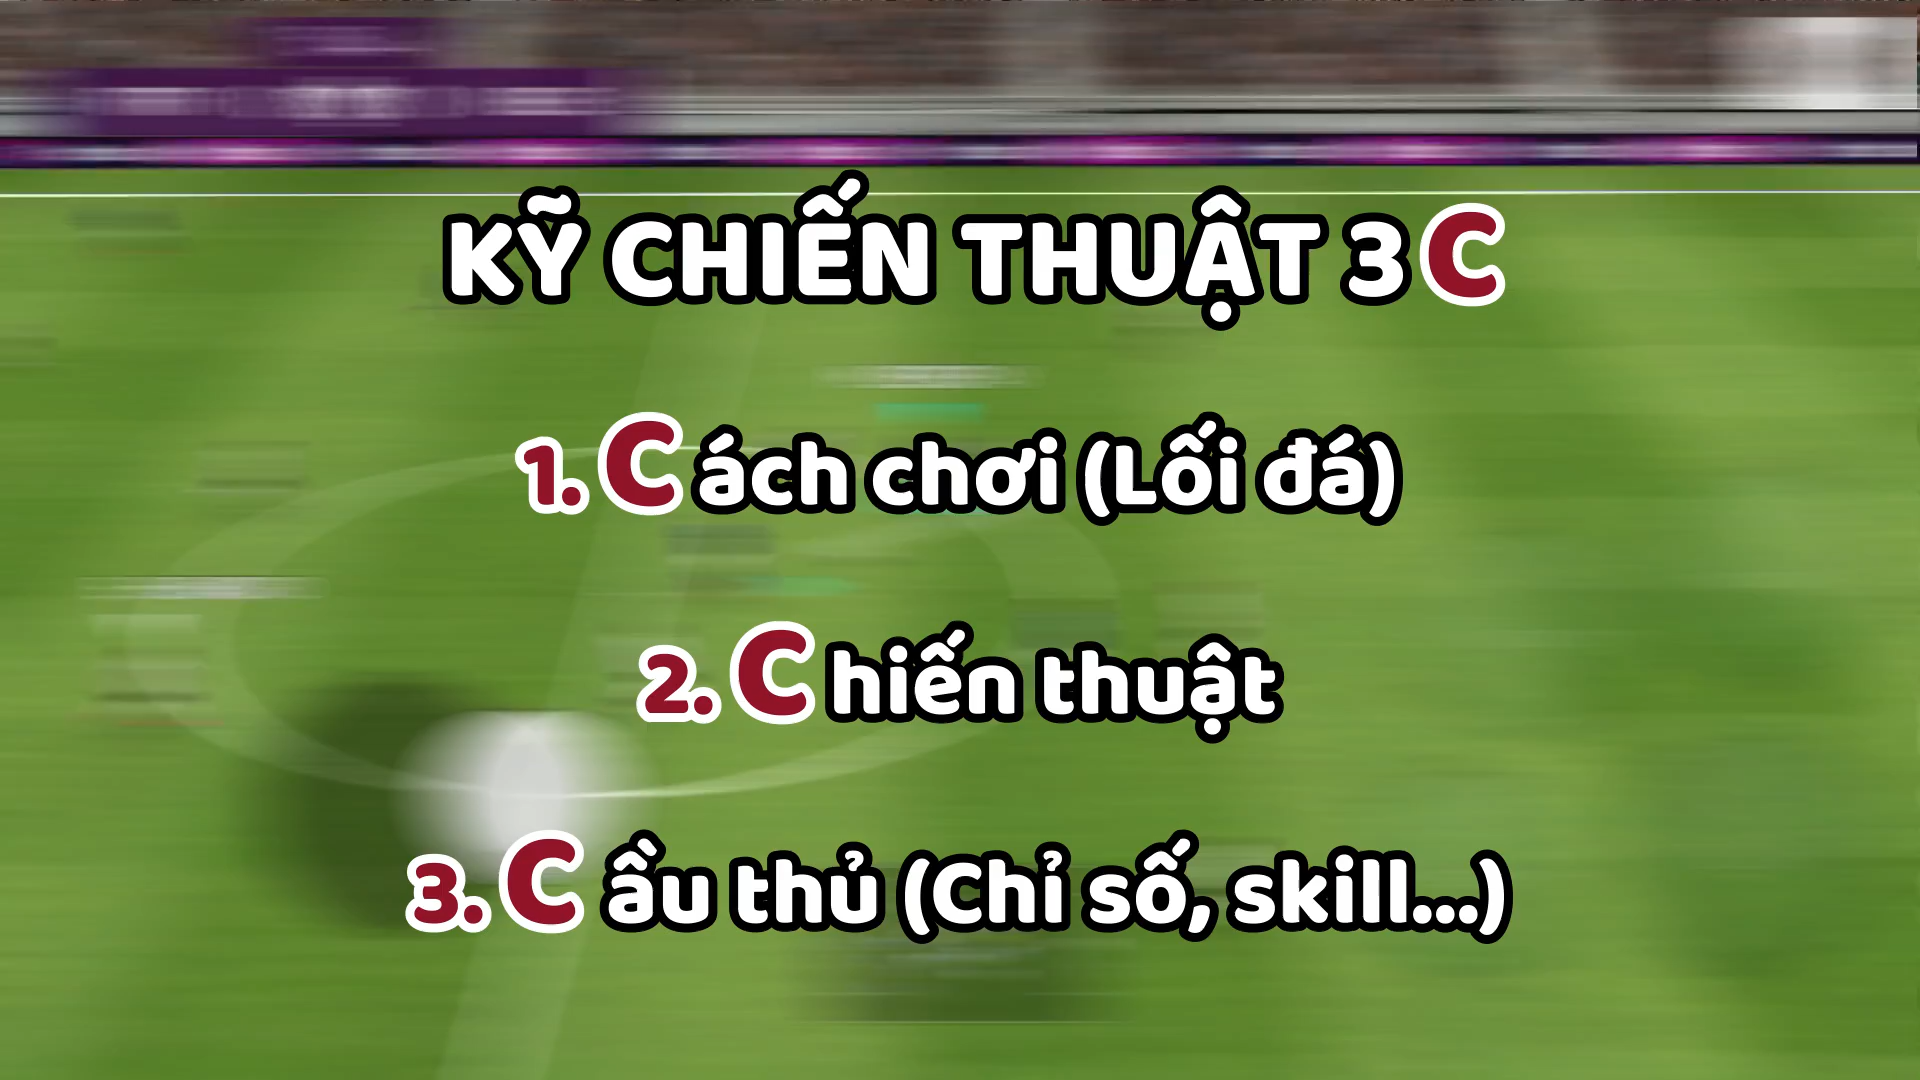 KỸ CHIẾN THUẬT 3C
1. Cách chơi (Lối đá)
2. Chiến thuật
3. Cầu thủ (Chỉ số, skill...)